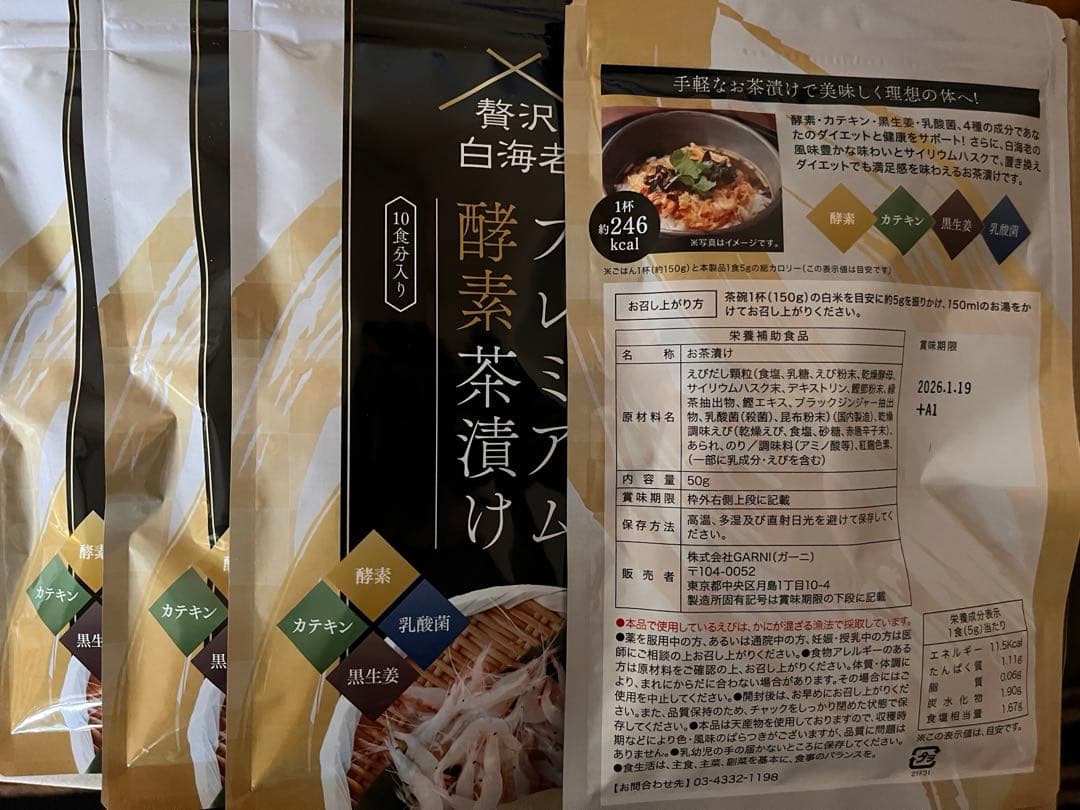 酵素
カテキン
黒生
カテキン
黒
贅沢
白海老
プレミアム
酵素茶漬け
10食分入り
酵素
カテキン
乳酸菌
黒生姜
手軽なお茶漬けで美味しく理想の体へ!
酵素・カテキン・黒生姜・乳酸菌、4種の成分であな
たのダイエットと健康をサポート! さらに、白海老の
風味豊かな味わいとサイリウムハスクで、置き換え
ダイエットでも満足感を味わえるお茶漬けです。
1杯
約246
kcal
※写真はイメージです。
酵素
カテキン
黒生姜
乳酸菌
※ごはん1杯(約150g)と本製品1食5gの総カロリー(この表示値は目安です)
お召し上がり方
茶碗1杯(150g)の白米を目安に約5gを振りかけ、150mlのお湯をか
けてお召し上がりください。
栄養補助食品
名称 お茶漬け
原材料名
えびだし顆粒(食塩、乳糖、えび粉末、乾燥酵母、
サイリウムハスク末、デキストリン、鰹節粉末、緑
茶抽出物、鰹エキス、ブラックジンジャー抽出
物、乳酸菌(殺菌)、昆布粉末)(国内製造)、乾燥
調味えび(乾燥えび、食塩、砂糖、赤唐辛子末)、
あられ、のり/調味料(アミノ酸等)、紅麹色素、
(一部に乳成分・えびを含む)
内容量 50g
賞味期限 枠外右側上段に記載
保存方法
高温、多湿及び直射日光を避けて保存してく
ださい。
販売者
株式会社GARNI(ガーニ)
〒104-0052
東京都中央区月島1丁目10-4
製造所固有記号は賞味期限の下段に記載
賞味期限
2026.1.19
+A1
●本品で使用しているえびは、かにが混ざる漁法で採取しています。
●薬を服用中の方、あるいは通院中の方、妊娠・授乳中の方は医
師にご相談の上お召し上がりください。●食物アレルギーのある
方は原材料をご確認の上、お召し上がりください。体質・体調に
より、まれにからだに合わない場合があります。その場合にはご
使用を中止してください。●開封後は、お早めにお召し上がりくだ
さい。また、品質保持のため、チャックをしっかり閉めた状態で保
存してください。●本品は天産物を使用しておりますので、収穫時
期などにより色・風味のばらつきがございますが、品質に問題は
ありません。●乳幼児の手の届かないところに保存してください。
●食生活は、主食、主菜、副菜を基本に、食事のバランスを。
【お問合わせ先】03-4332-1198
栄養成分表示
1食(5g)当たり
エネルギー 11.5Kcal
たんぱく質 1.11g
脂質 0.06g
炭水化物 1.90g
食塩相当量 1.67g
※この表示値は、目安です。
プラ
21F31